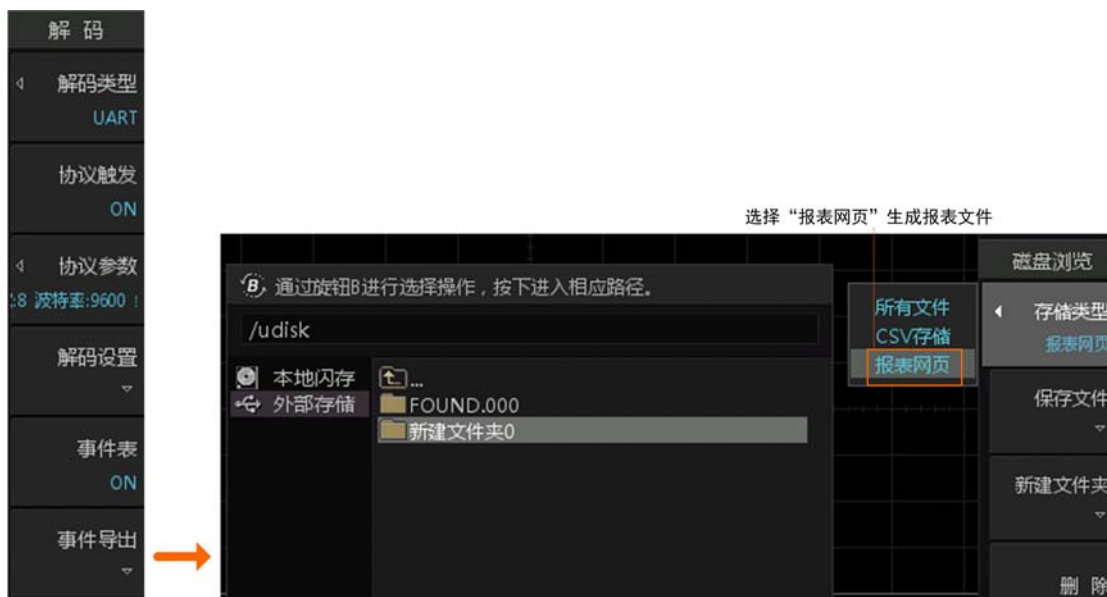 解 码
解码类型
UART
协议触发
ON
协议参数
:8 波特率:9600
解码设置
事件表
ON
事件导出
选择“报表网页”生成报表文件
B 通过旋钮B进行选择操作，按下进入相应路径。
/udisk
本地闪存
外部存储
...
FOUND.000
新建文件夹0
所有文件
CSV存储
报表网页
磁盘浏览
存储类型
报表网页
保存文件
新建文件夹
删 除